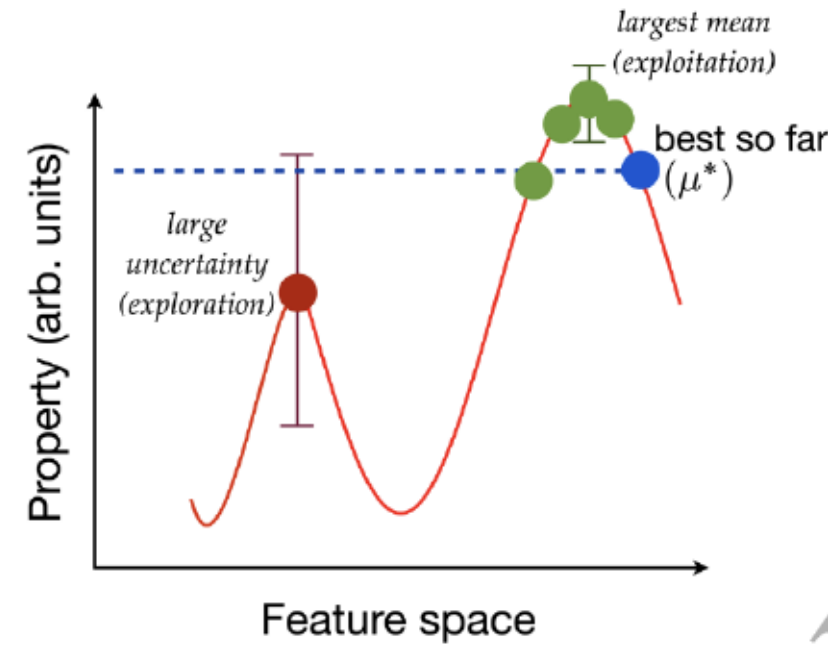 largest mean
(exploitation)
best so far
(μ*)
large
uncertainty
(exploration)
Property (arb. units)
Feature space